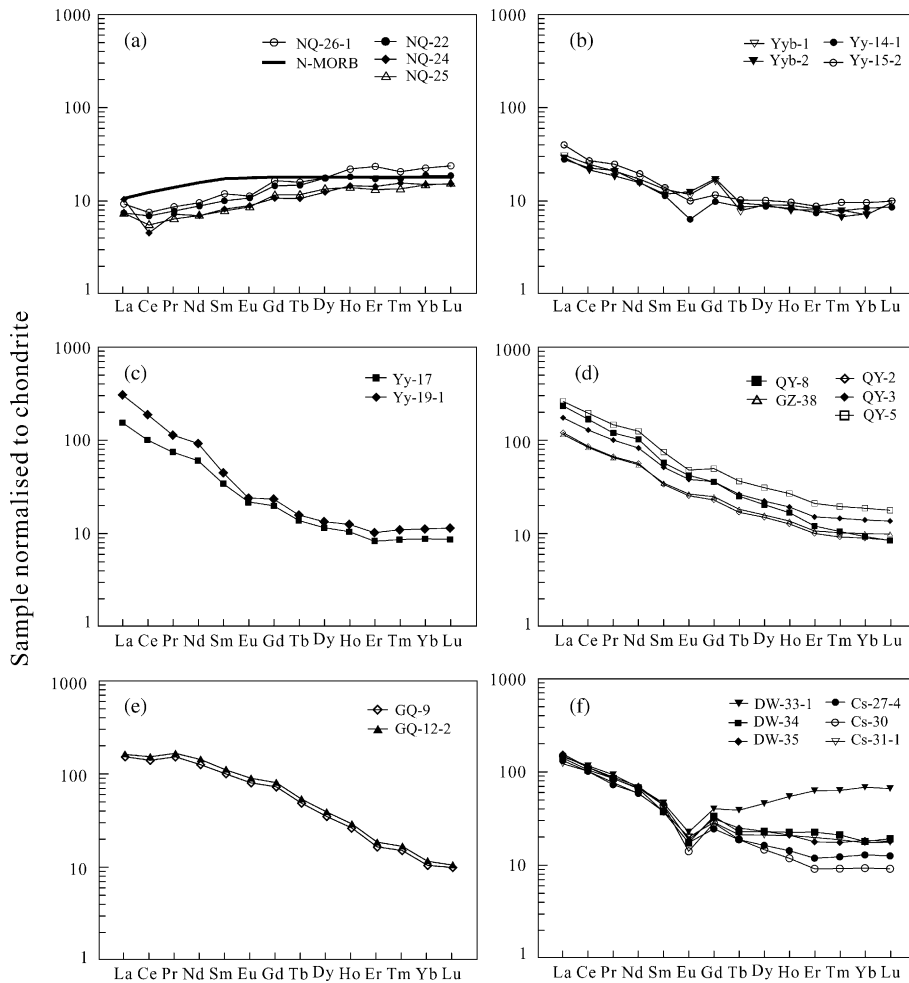 Sample normalised to chondrite
1000
100
10
1
(a)
NQ-26-1
N-MORB
NQ-22
NQ-24
NQ-25
La Ce Pr Nd Sm Eu Gd Tb Dy Ho Er Tm Yb Lu
1000
100
10
1
(b)
Yyb-1
Yyb-2
Yy-14-1
Yy-15-2
La Ce Pr Nd Sm Eu Gd Tb Dy Ho Er Tm Yb Lu
1000
100
10
1
(c)
Yy-17
Yy-19-1
La Ce Pr Nd Sm Eu Gd Tb Dy Ho Er Tm Yb Lu
1000
100
10
1
(d)
QY-8
GZ-38
QY-2
QY-3
QY-5
La Ce Pr Nd Sm Eu Gd Tb Dy Ho Er Tm Yb Lu
1000
100
10
1
(e)
GQ-9
GQ-12-2
La Ce Pr Nd Sm Eu Gd Tb Dy Ho Er Tm Yb Lu
1000
100
10
1
(f)
DW-33-1
DW-34
DW-35
Cs-27-4
Cs-30
Cs-31-1
La Ce Pr Nd Sm Eu Gd Tb Dy Ho Er Tm Yb Lu